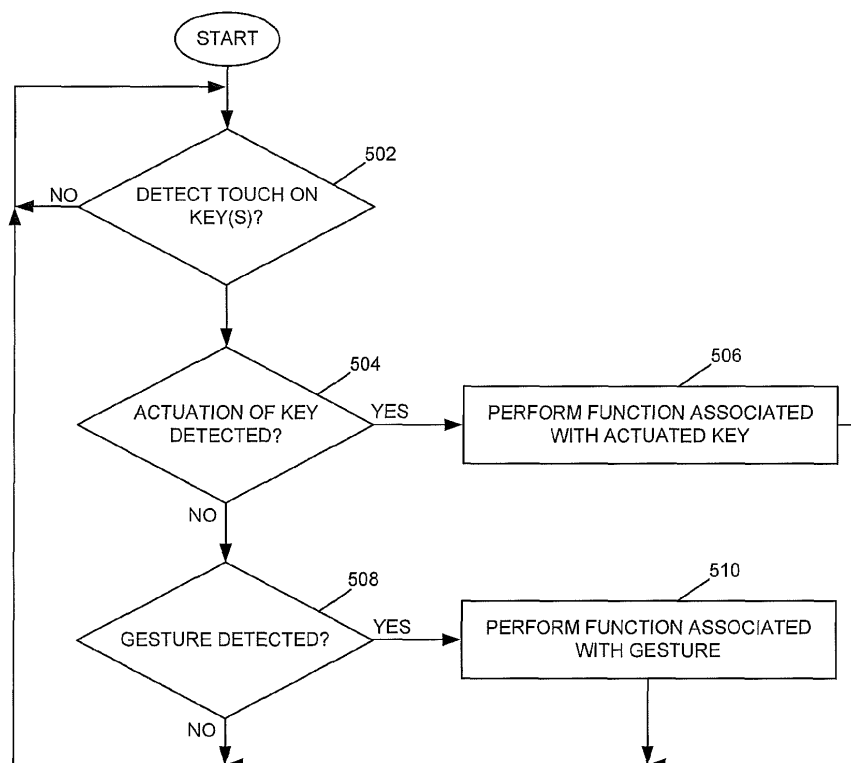 START
502
NO
DETECT TOUCH ON
KEY(S)?
504
506
ACTUATION OF KEY
DETECTED?
YES
PERFORM FUNCTION ASSOCIATED
WITH ACTUATED KEY
NO
508
510
GESTURE DETECTED?
YES
PERFORM FUNCTION ASSOCIATED
WITH GESTURE
NO